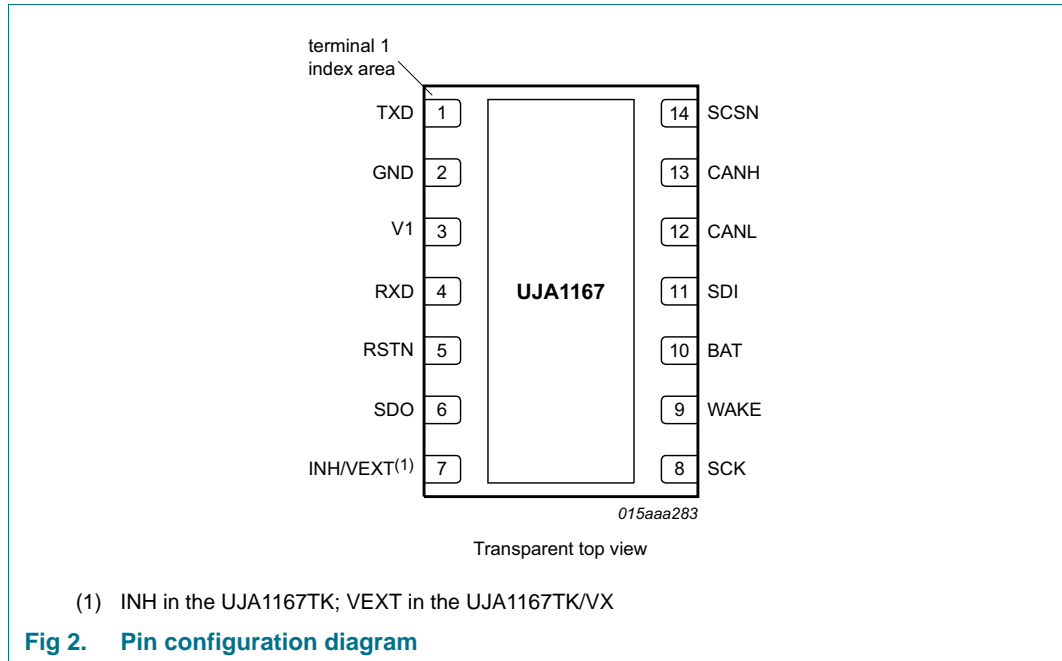 terminal 1
index area
TXD 1
GND 2
V1 3
RXD 4
RSTN 5
SDO 6
INH/VEXT(1) 7
UJA1167
14 SCSN
13 CANH
12 CANL
11 SDI
10 BAT
9 WAKE
8 SCK
015aaa283
Transparent top view
(1) INH in the UJA1167TK; VEXT in the UJA1167TK/VX
Fig 2. Pin configuration diagram